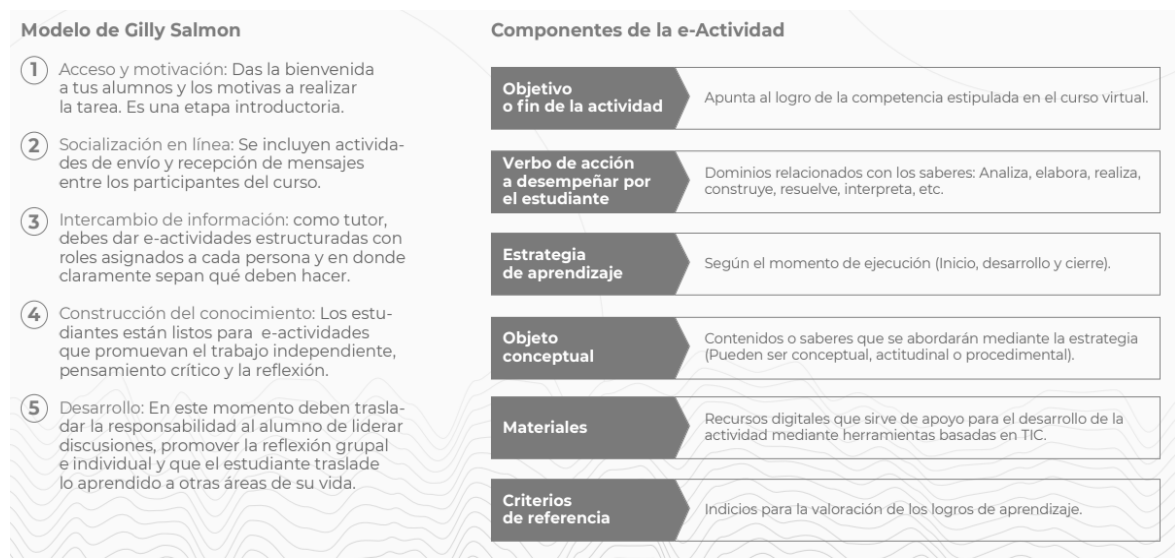 Modelo de Gilly Salmon
1 Acceso y motivación: Das la bienvenida
a tus alumnos y los motivas a realizar
la tarea. Es una etapa introductoria.
2 Socialización en línea: Se incluyen activida-
des de envío y recepción de mensajes
entre los participantes del curso.
3 Intercambio de información: como tutor,
debes dar e-actividades estructuradas con
roles asignados a cada persona y en donde
claramente sepan qué deben hacer.
4 Construcción del conocimiento: Los estu-
diantes están listos para e-actividades
que promuevan el trabajo independiente,
pensamiento crítico y la reflexión.
5 Desarrollo: En este momento deben trasla-
dar la responsabilidad al alumno de liderar
discusiones, promover la reflexión grupal
e individual y que el estudiante traslade
lo aprendido a otras áreas de su vida.
Componentes de la e-Actividad
Objetivo
o fin de la actividad
Apunta al logro de la competencia estipulada en el curso virtual.
Verbo de acción
a desempeñar por
el estudiante
Dominios relacionados con los saberes: Analiza, elabora, realiza,
construye, resuelve, interpreta, etc.
Estrategia
de aprendizaje
Según el momento de ejecución (Inicio, desarrollo y cierre).
Objeto
conceptual
Contenidos o saberes que se abordarán mediante la estrategia
(Pueden ser conceptual, actitudinal o procedimental).
Materiales
Recursos digitales que sirve de apoyo para el desarrollo de la
actividad mediante herramientas basadas en TIC.
Criterios
de referencia
Indicios para la valoración de los logros de aprendizaje.